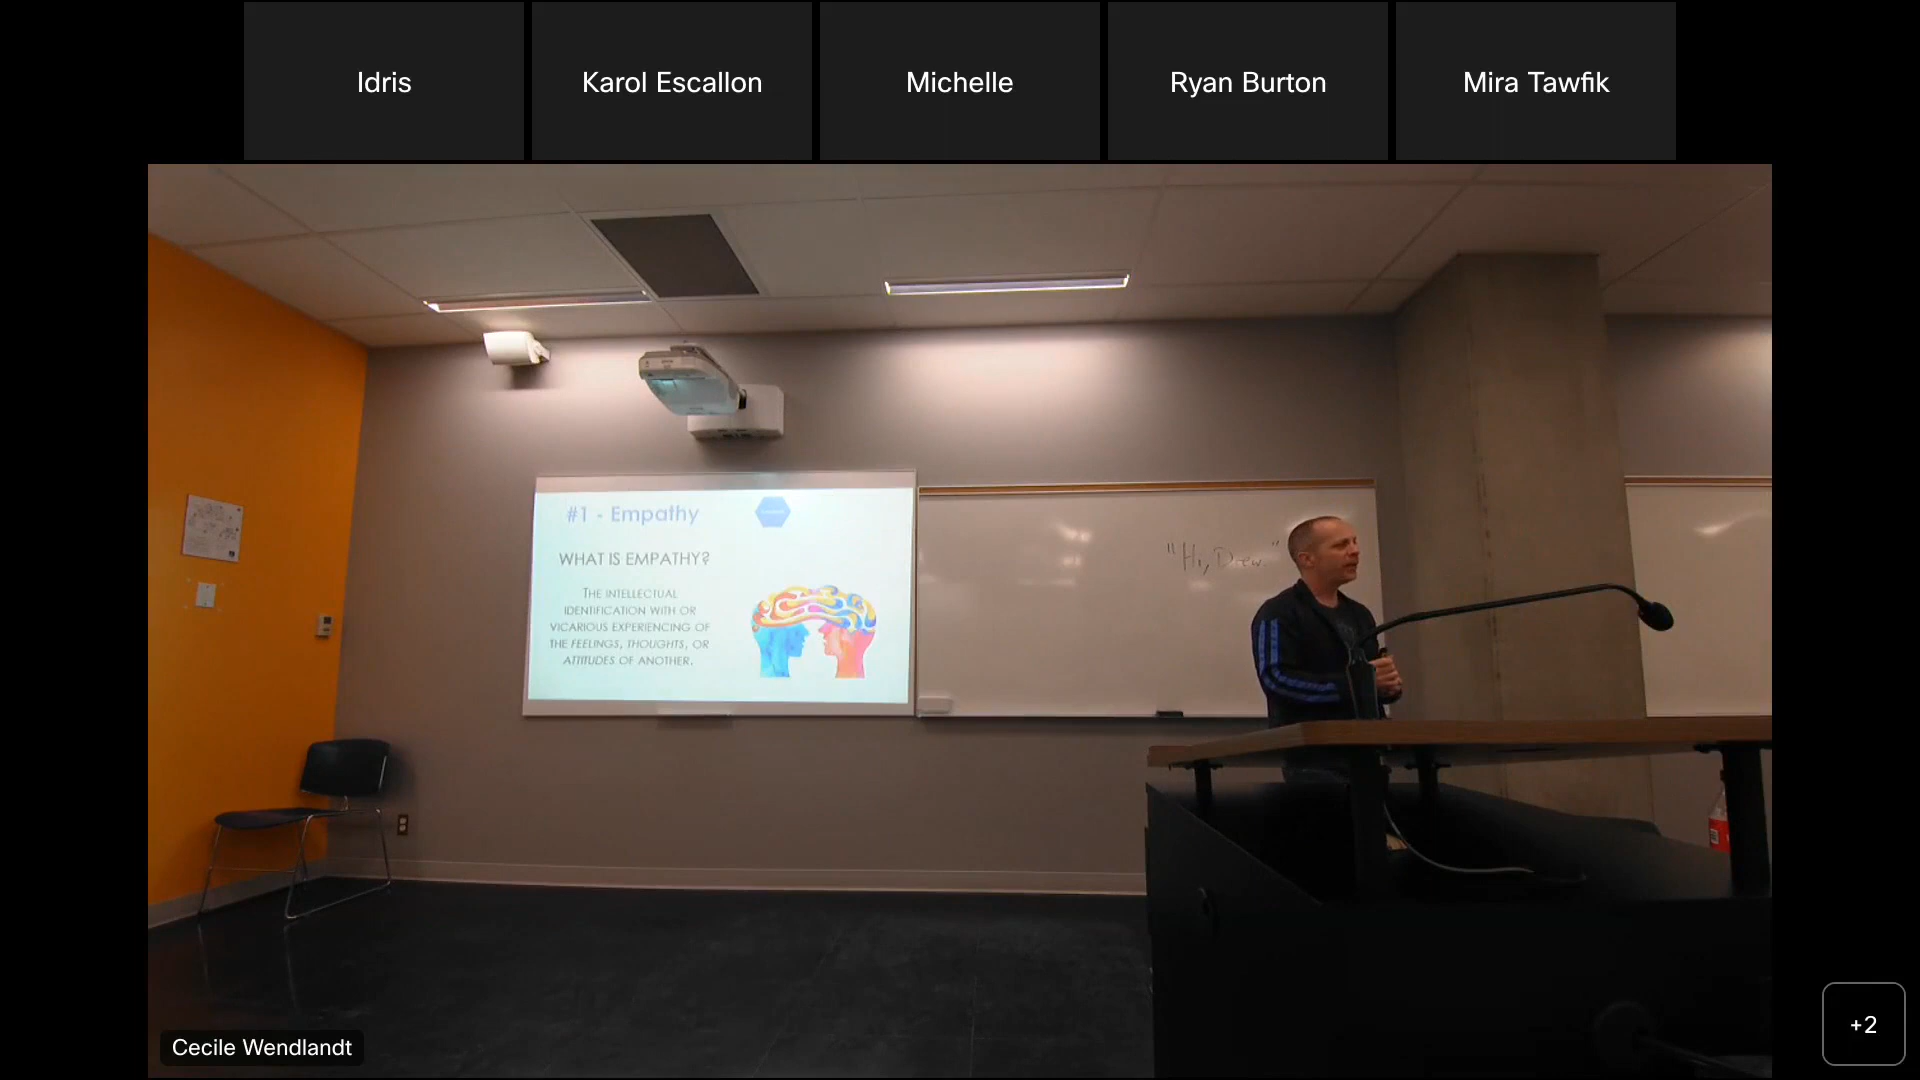 Idris
Karol Escallon
Michelle
Ryan Burton
Mira Tawfik
#1 - Empathy
WHAT IS EMPATHY?
THE INTELLECTUAL
IDENTIFICATION WITH OR
VICARIOUS EXPERIENCING OF
THE FEELINGS, THOUGHTS, OR
ATTITUDES OF ANOTHER.
"Hi, Drew"
Cecile Wendlandt
+2